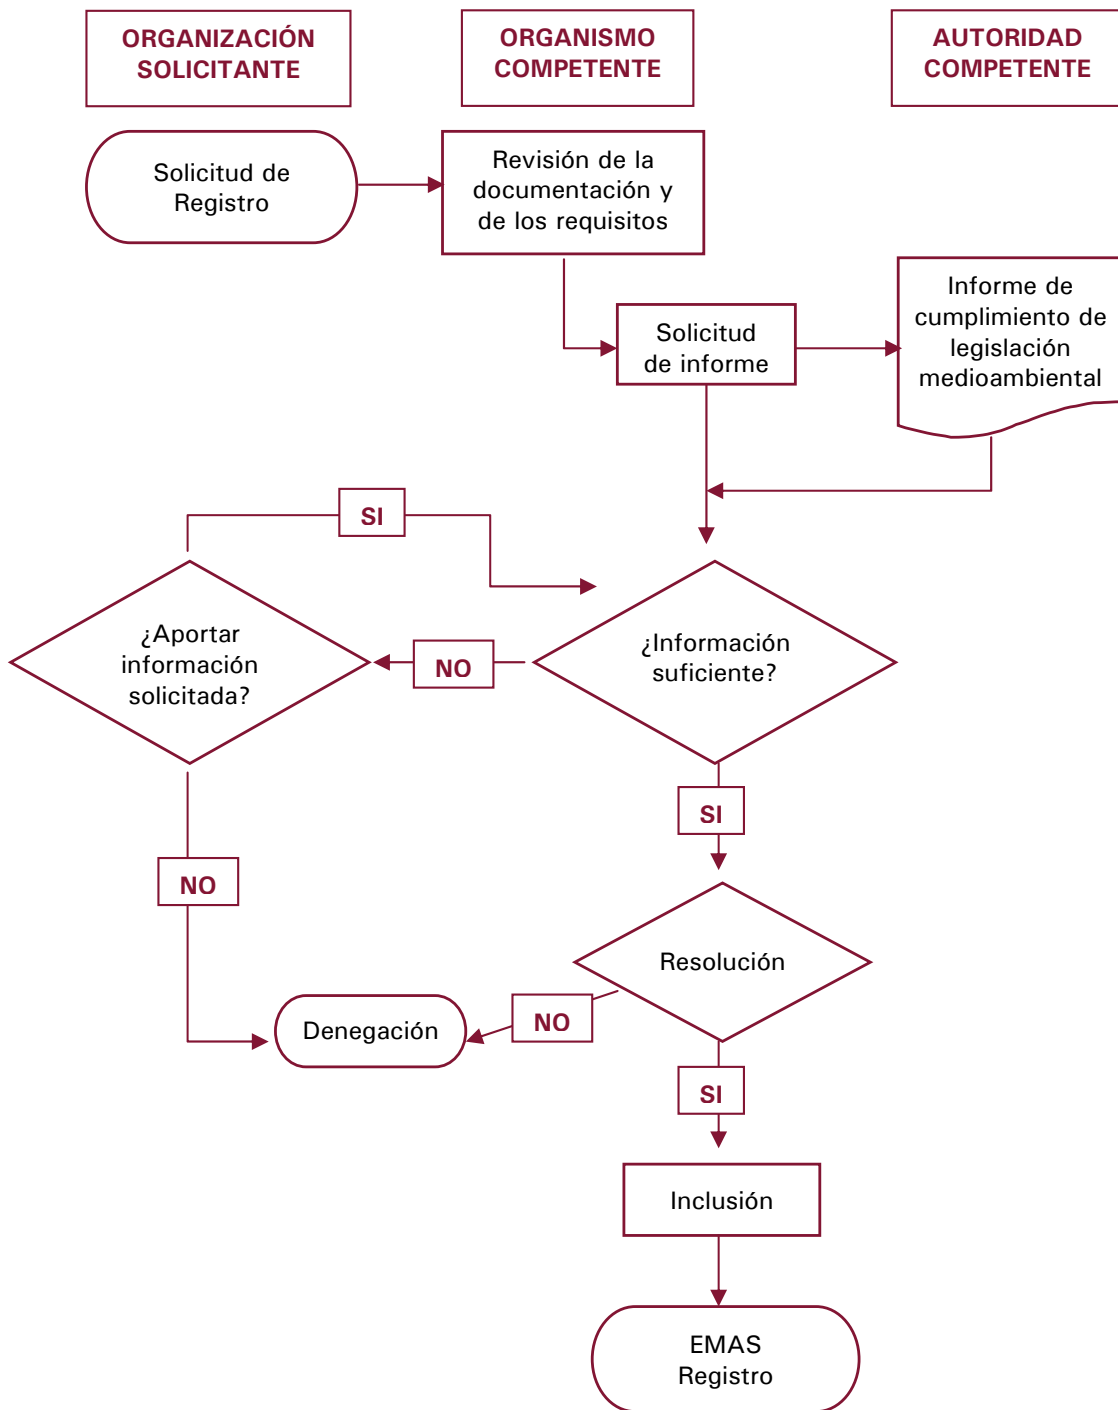 ORGANIZACIÓN
SOLICITANTE
ORGANISMO
COMPETENTE
AUTORIDAD
COMPETENTE
Solicitud de
Registro
Revisión de la
documentación y
de los requisitos
Solicitud
de informe
Informe de
cumplimiento de
legislación
medioambiental
SI
¿Aportar
información
solicitada?
NO
¿Información
suficiente?
SI
NO
Resolución
Denegación
NO
SI
Inclusión
EMAS
Registro